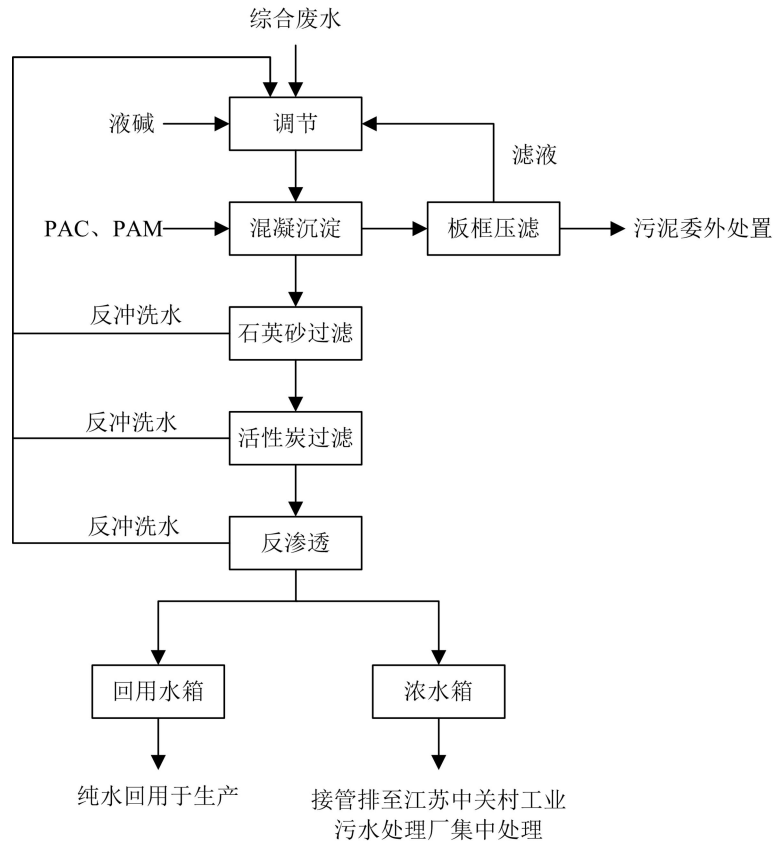 综合废水
液碱
调节
滤液
PAC、PAM
混凝沉淀
板框压滤
污泥委外处置
反冲洗水
石英砂过滤
反冲洗水
活性炭过滤
反冲洗水
反渗透
回用水箱
浓水箱
纯水回用于生产
接管排至江苏中关村工业
污水处理厂集中处理